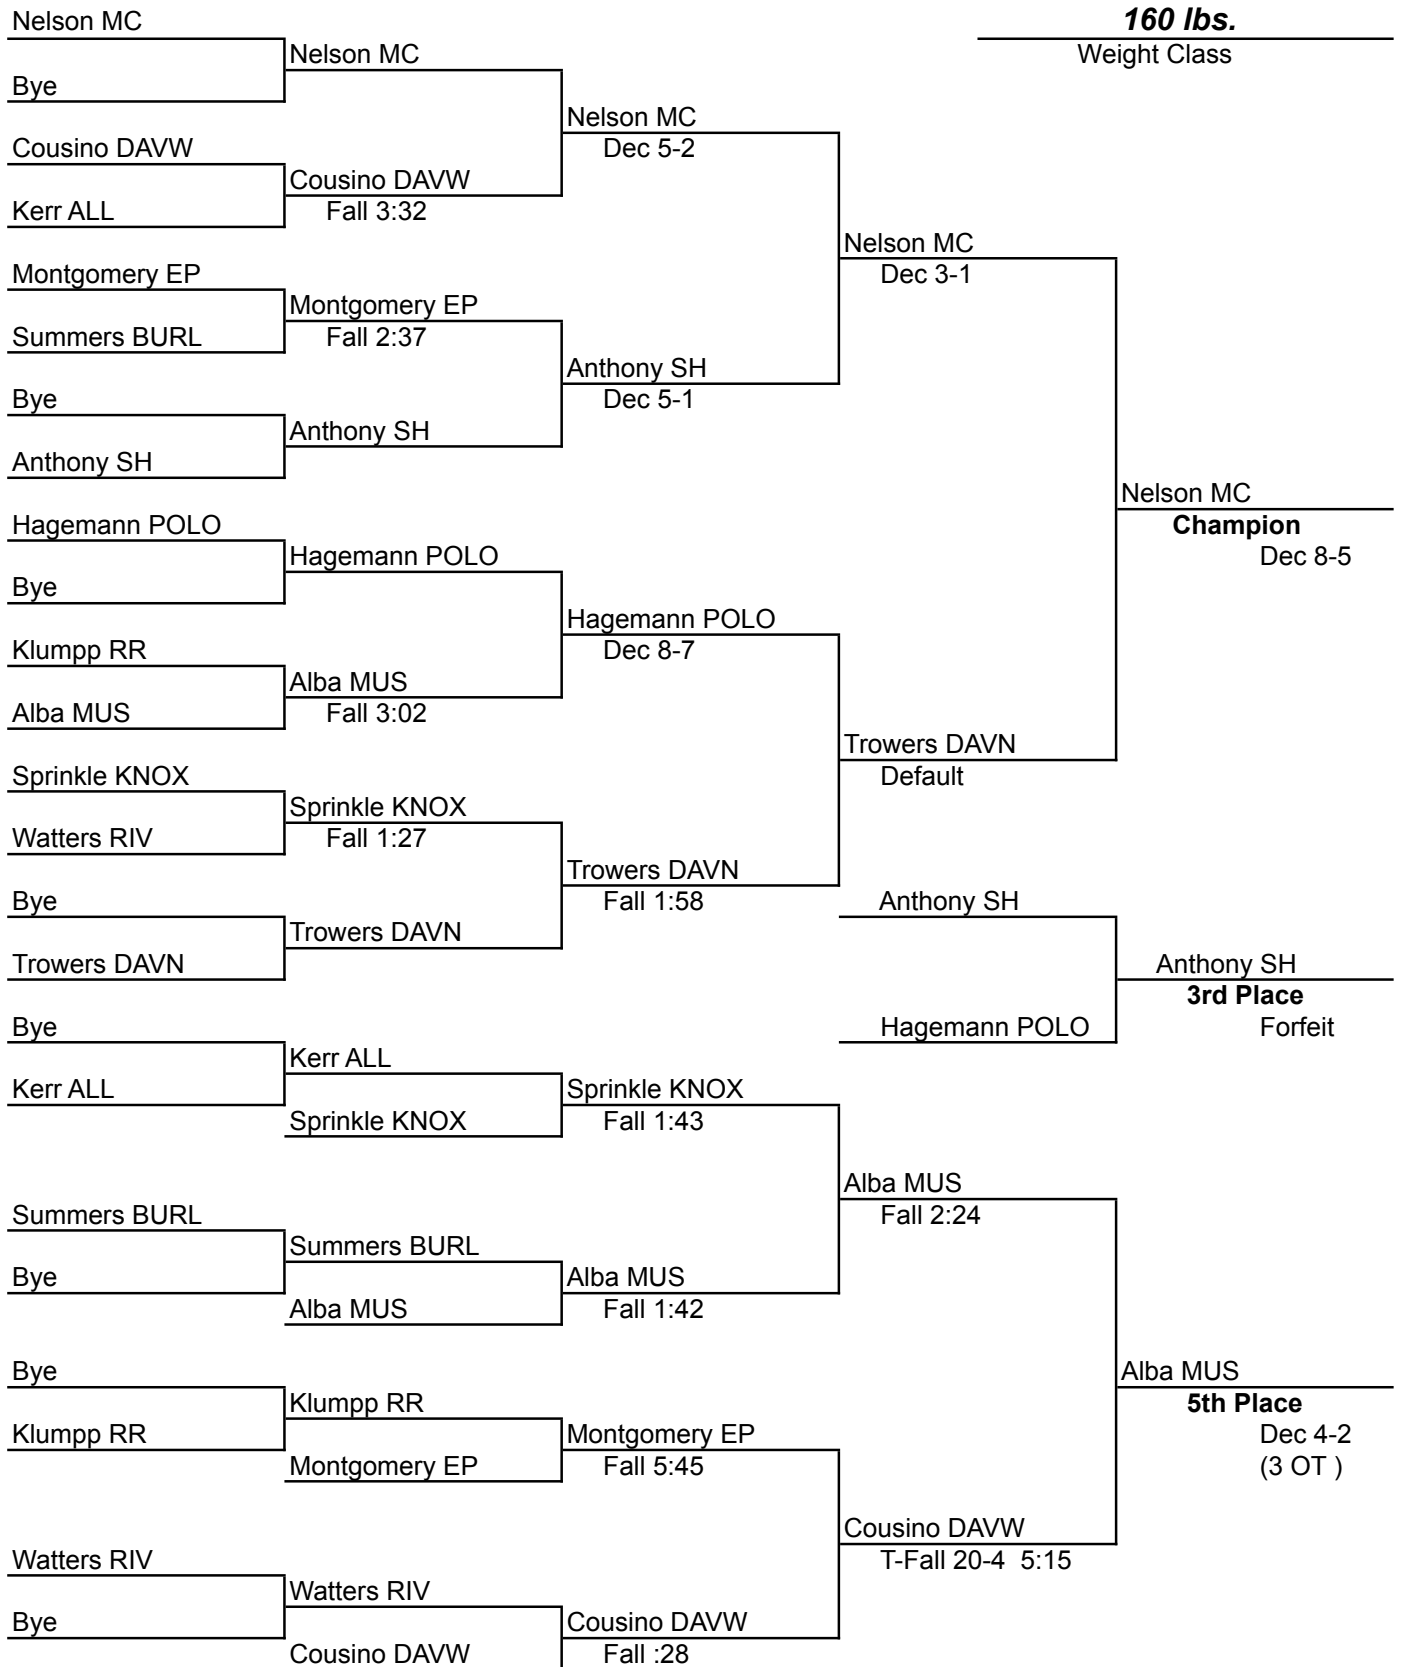 Nelson MC
160 lbs.
Nelson MC
Weight Class
Bye
Nelson MC
Cousino DAVW
Dec 5-2
Cousino DAVW
Kerr ALL
Fall 3:32
Nelson MC
Montgomery EP
Dec 3-1
Montgomery EP
Summers BURL
Fall 2:37
Anthony SH
Bye
Dec 5-1
Anthony SH
Anthony SH
Nelson MC
Hagemann POLO
Champion
Hagemann POLO
Dec 8-5
Bye
Hagemann POLO
Klumpp RR
Dec 8-7
Alba MUS
Alba MUS
Fall 3:02
Trowers DAVN
Sprinkle KNOX
Default
Sprinkle KNOX
Watters RIV
Fall 1:27
Trowers DAVN
Bye
Fall 1:58
Anthony SH
Trowers DAVN
Trowers DAVN
Anthony SH
3rd Place
Bye
Hagemann POLO
Forfeit
Kerr ALL
Kerr ALL
Sprinkle KNOX
Sprinkle KNOX
Fall 1:43
Alba MUS
Summers BURL
Fall 2:24
Summers BURL
Bye
Alba MUS
Alba MUS
Fall 1:42
Bye
Alba MUS
Klumpp RR
5th Place
Klumpp RR
Montgomery EP
Dec 4-2
Montgomery EP
Fall 5:45
(3 OT )
Cousino DAVW
Watters RIV
T-Fall 20-4 5:15
Watters RIV
Bye
Cousino DAVW
Cousino DAVW
Fall :28